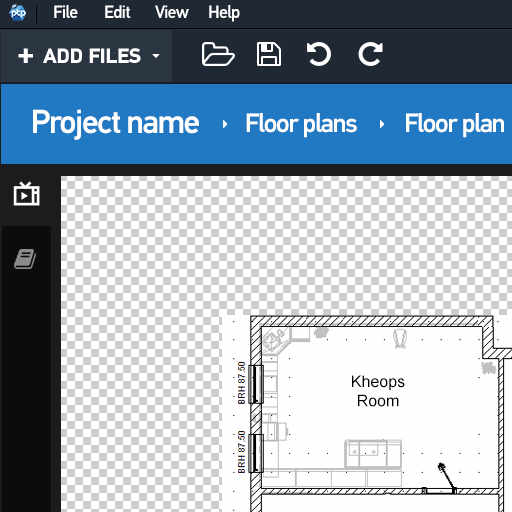 pcp
File Edit View Help
+ ADD FILES
Project name Floor plans Floor plan
BRH 87.50
Kheops
Room
BRH 87.50